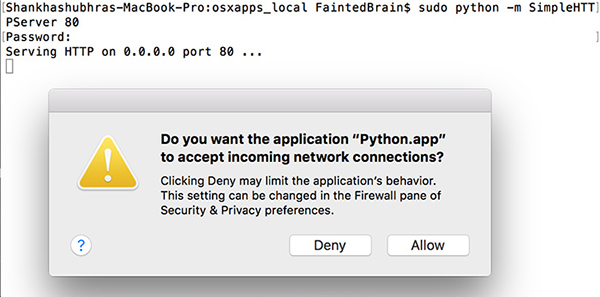 [Shankhashubhras-MacBook-Pro:osxapps_local FaintedBrain$ sudo python -m SimpleHTT]
PServer 80
[Password: ]
Serving HTTP on 0.0.0.0 port 80 ...
Do you want the application “Python.app”
to accept incoming network connections?
Clicking Deny may limit the application’s behavior.
This setting can be changed in the Firewall pane of
Security & Privacy preferences.
? Deny Allow